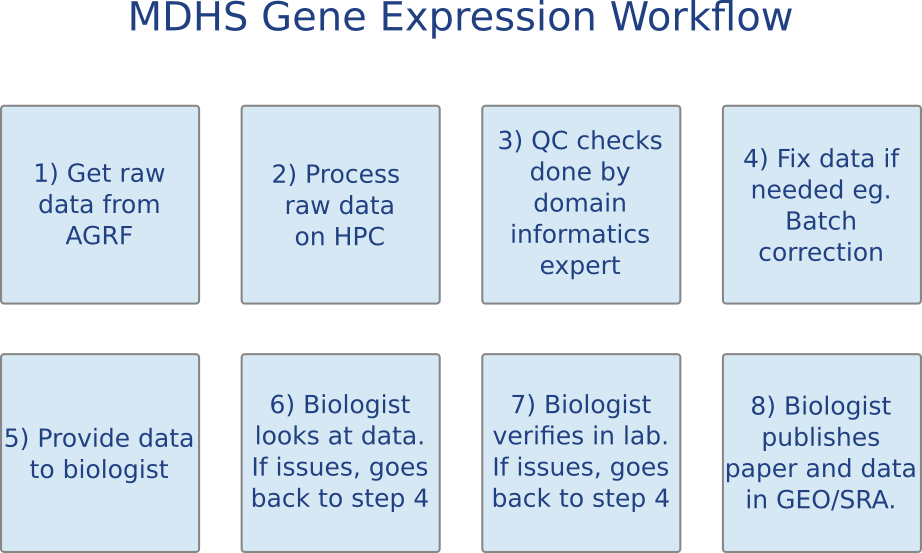 MDHS Gene Expression Workflow
1) Get raw
data from
AGRF
2) Process
raw data
on HPC
3) QC checks
done by
domain
informatics
expert
4) Fix data if
needed eg.
Batch
correction
5) Provide data
to biologist
6) Biologist
looks at data.
If issues, goes
back to step 4
7) Biologist
verifies in lab.
If issues, goes
back to step 4
8) Biologist
publishes
paper and data
in GEO/SRA.